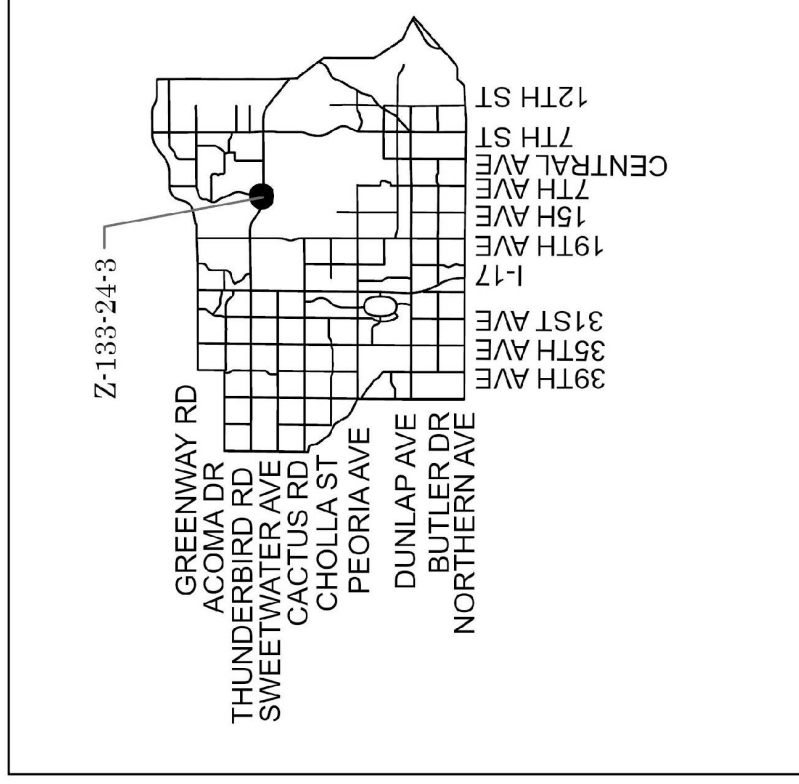 Z-133-24-3
GREENWAY RD
ACOMA DR
THUNDERBIRD RD
SWEETWATER AVE
CACTUS RD
CHOLLA ST
PEORIA AVE
DUNLAP AVE
BUTLER DR
NORTHERN AVE
39TH AVE
35TH AVE
31ST AVE
I-17
19TH AVE
15H AVE
7TH AVE
CENTRAL AVE
7TH ST
12TH ST